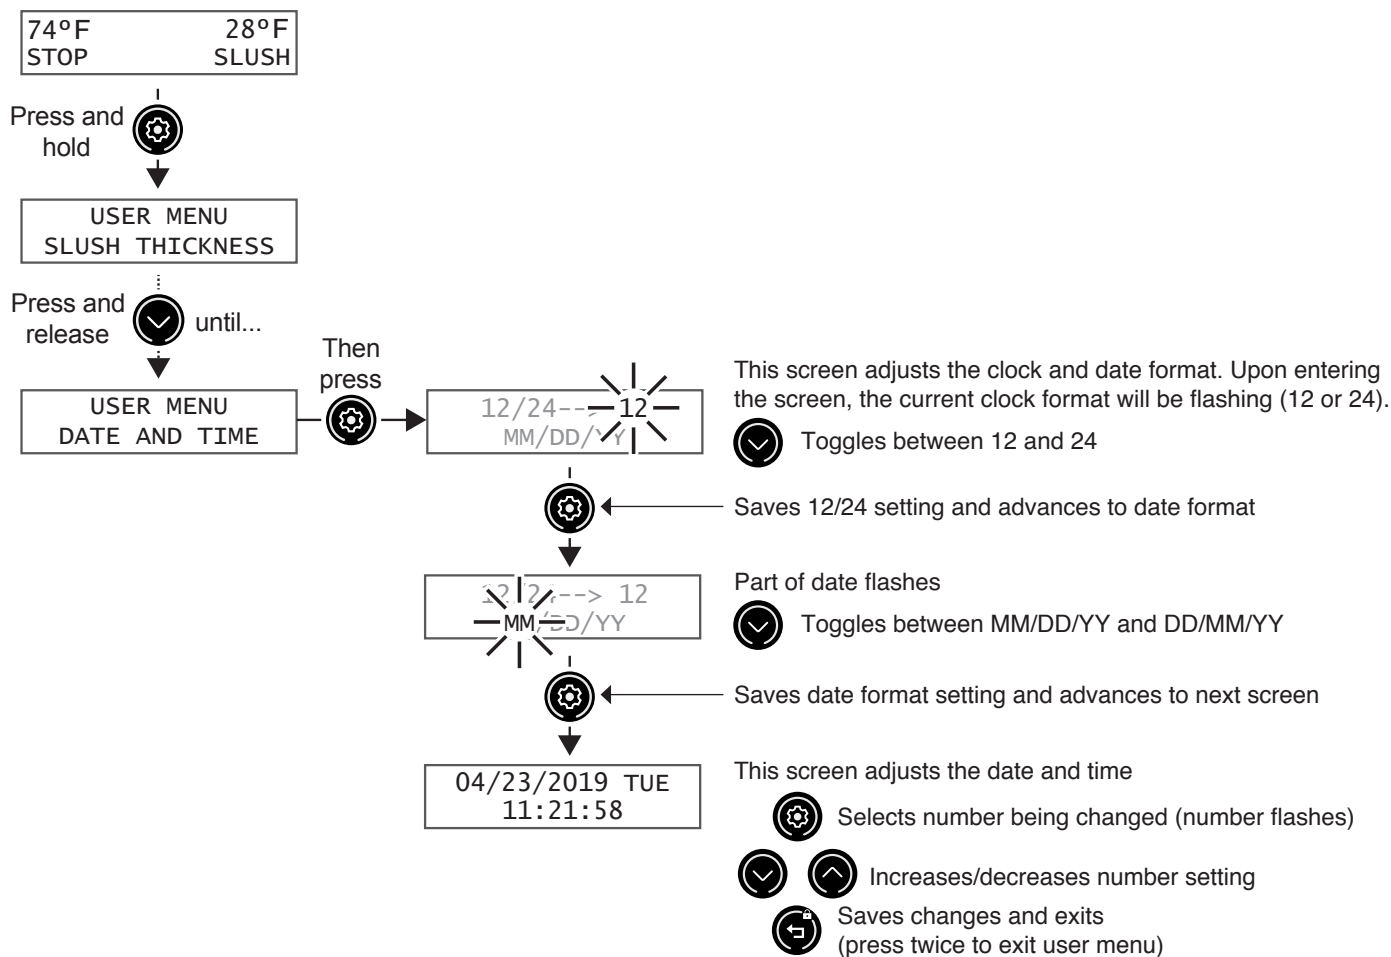 74°F 28°F
STOP SLUSH
Press and
hold
USER MENU
SLUSH THICKNESS
Press and
release
until...
USER MENU
DATE AND TIME
Then
press
12/24--> 12
MM/DD/YY
This screen adjusts the clock and date format. Upon entering
the screen, the current clock format will be flashing (12 or 24).
Toggles between 12 and 24
Saves 12/24 setting and advances to date format
12/24--> 12
MM/DD/YY
Part of date flashes
Toggles between MM/DD/YY and DD/MM/YY
Saves date format setting and advances to next screen
04/23/2019 TUE
11:21:58
This screen adjusts the date and time
Selects number being changed (number flashes)
Increases/decreases number setting
Saves changes and exits
(press twice to exit user menu)